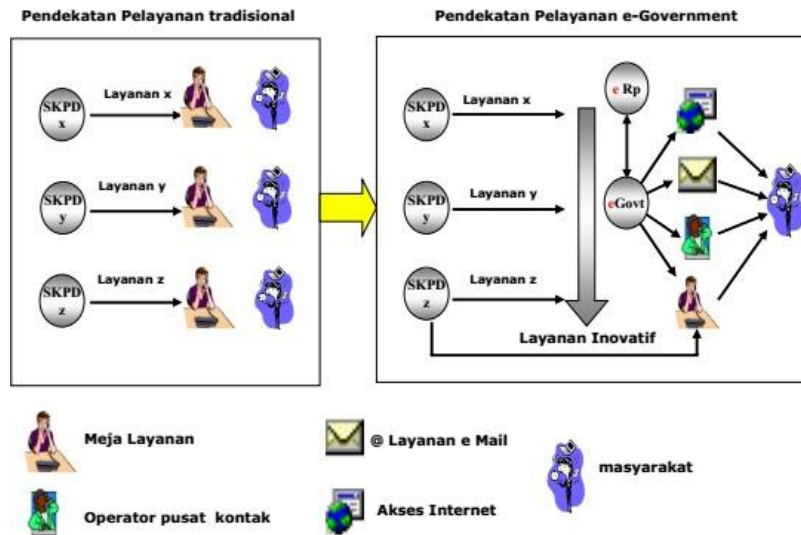 Pendekatan Pelayanan tradisional
Pendekatan Pelayanan e-Government
SKPD
x
Layanan x
SKPD
y
Layanan y
SKPD
z
Layanan z
SKPD
x
Layanan x
SKPD
y
Layanan y
SKPD
z
Layanan z
Layanan Inovatif
e Rp
eGovt
Meja Layanan
@ Layanan e Mail
masyarakat
Operator pusat kontak
Akses Internet